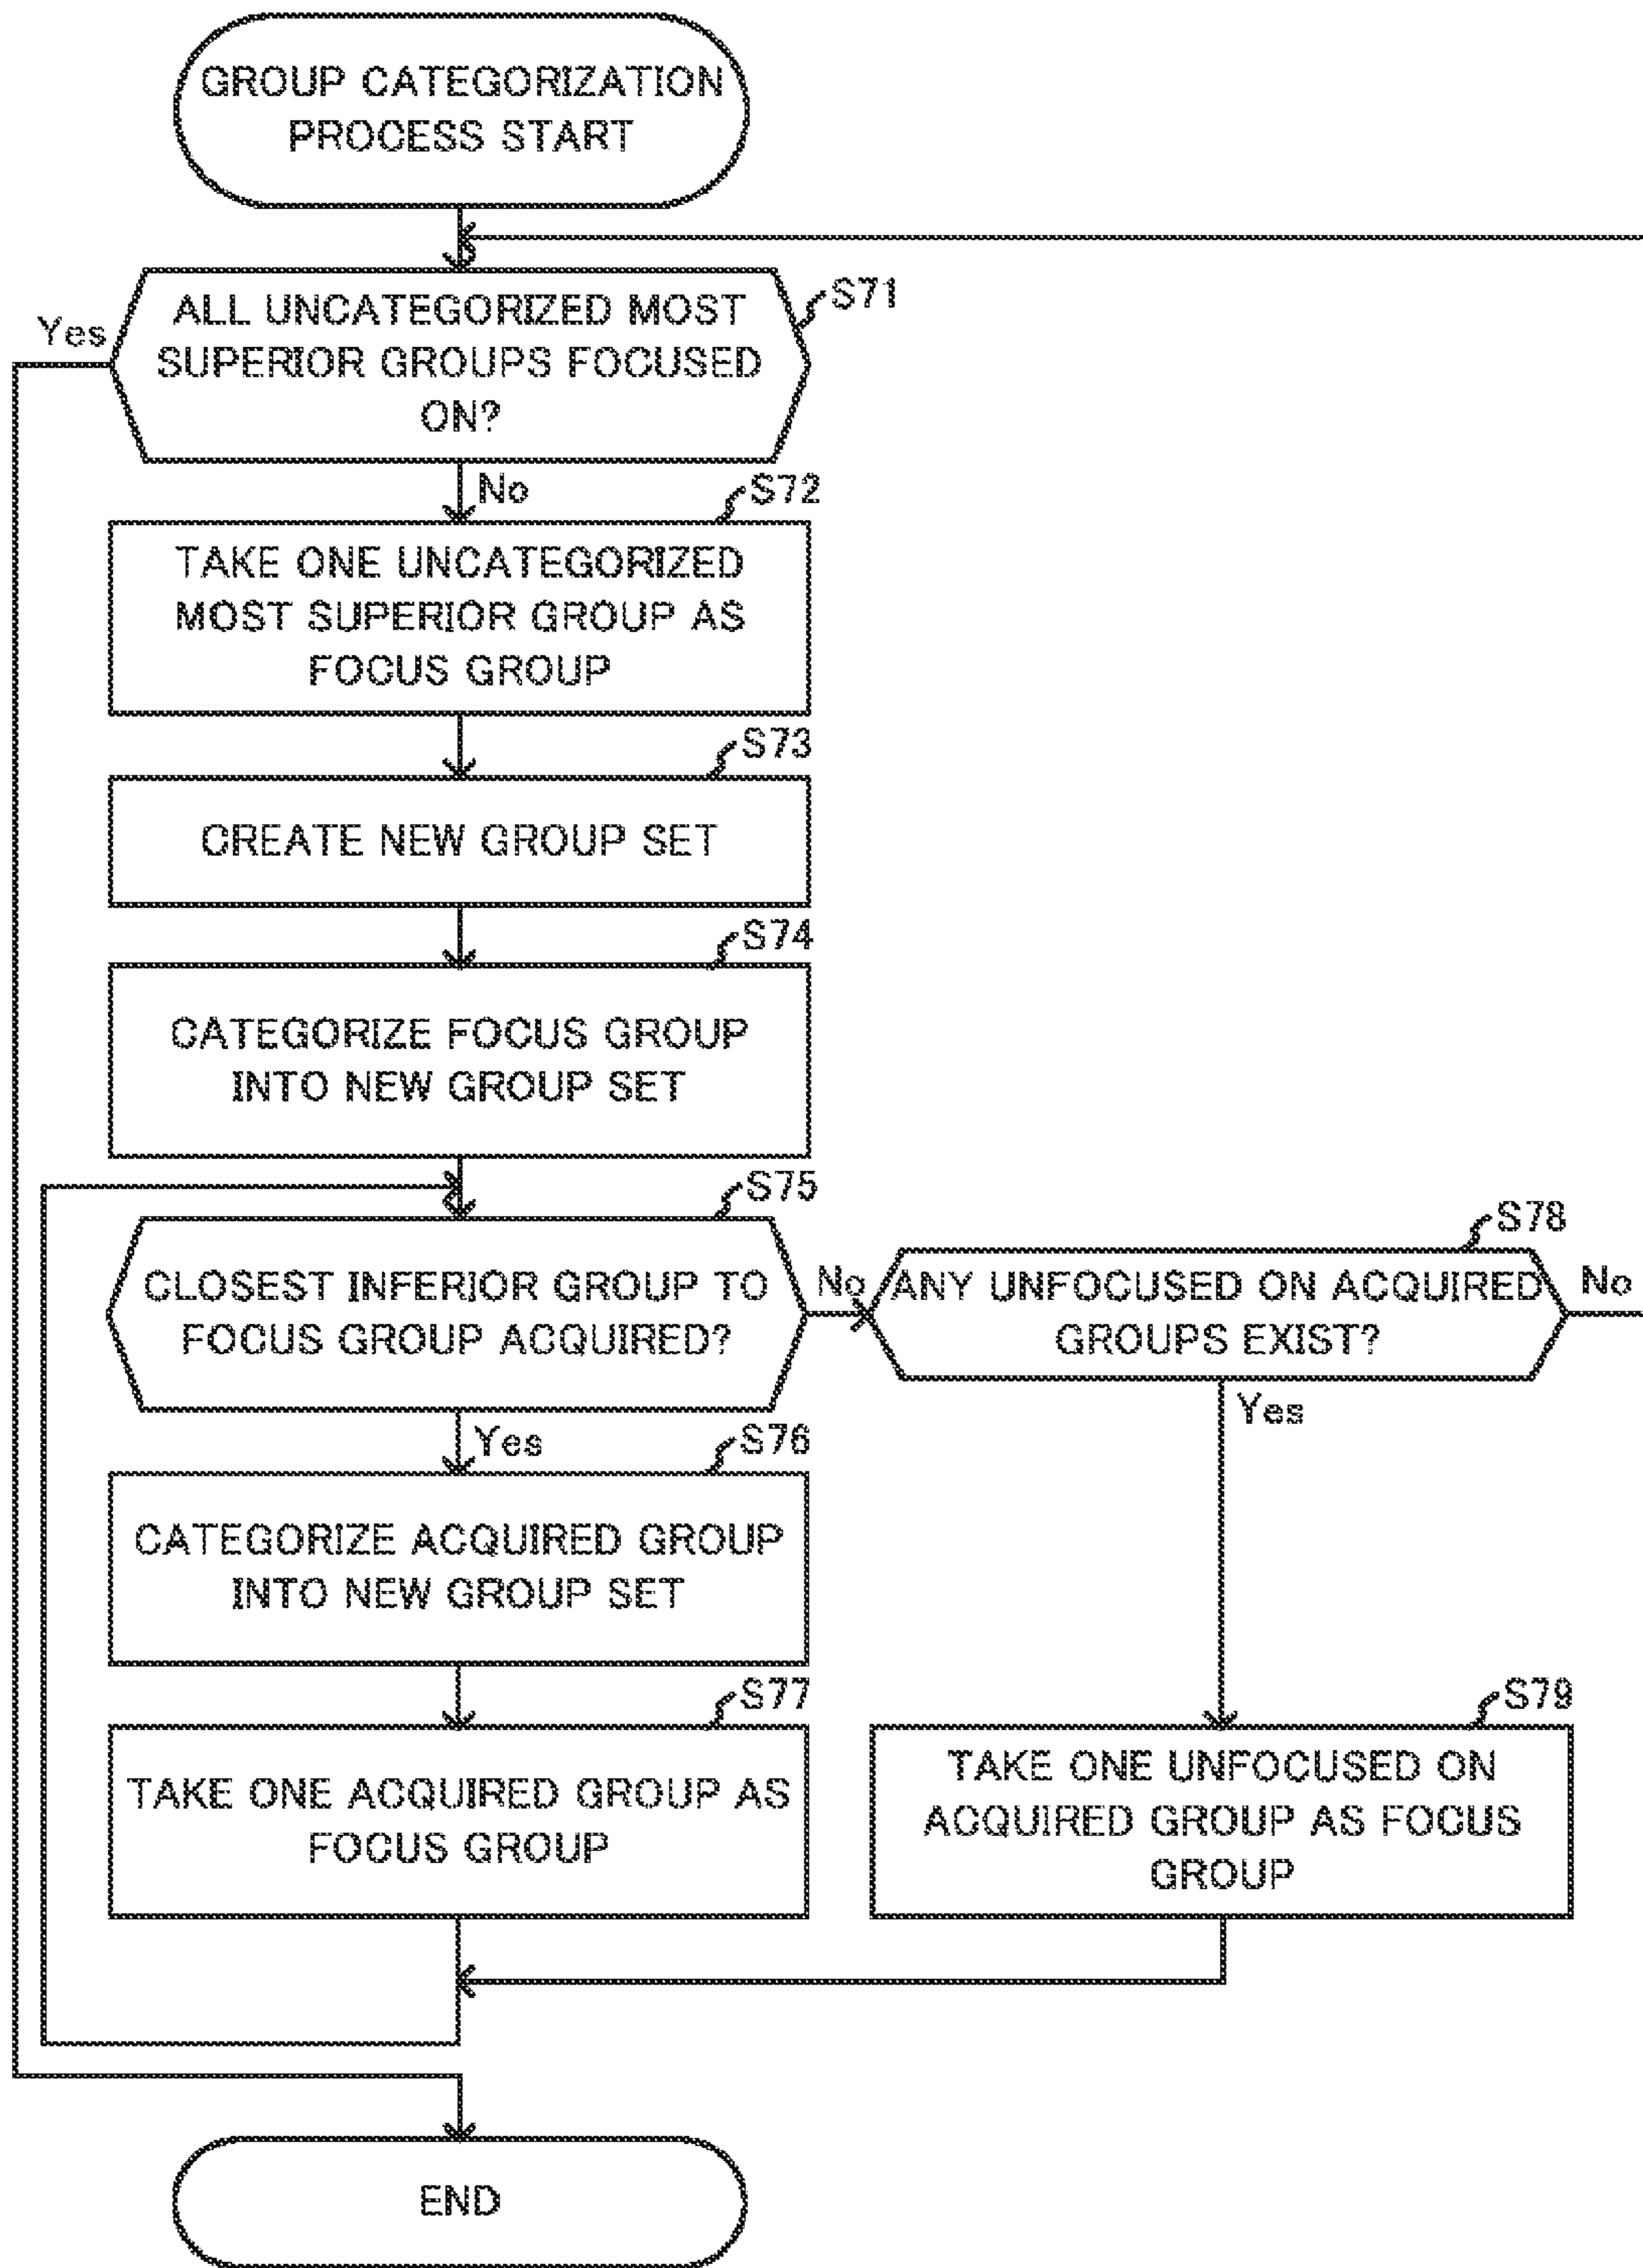 GROUP CATEGORIZATION
PROCESS START
S71
ALL UNCATEGORIZED MOST
SUPERIOR GROUPS FOCUSED
ON?
Yes
No
S72
TAKE ONE UNCATEGORIZED
MOST SUPERIOR GROUP AS
FOCUS GROUP
S73
CREATE NEW GROUP SET
S74
CATEGORIZE FOCUS GROUP
INTO NEW GROUP SET
S75
CLOSEST INFERIOR GROUP TO
FOCUS GROUP ACQUIRED?
No
S78
ANY UNFOCUSED ON ACQUIRED
GROUPS EXIST?
No
Yes
Yes
S76
CATEGORIZE ACQUIRED GROUP
INTO NEW GROUP SET
S77
TAKE ONE ACQUIRED GROUP AS
FOCUS GROUP
S79
TAKE ONE UNFOCUSED ON
ACQUIRED GROUP AS FOCUS
GROUP
END